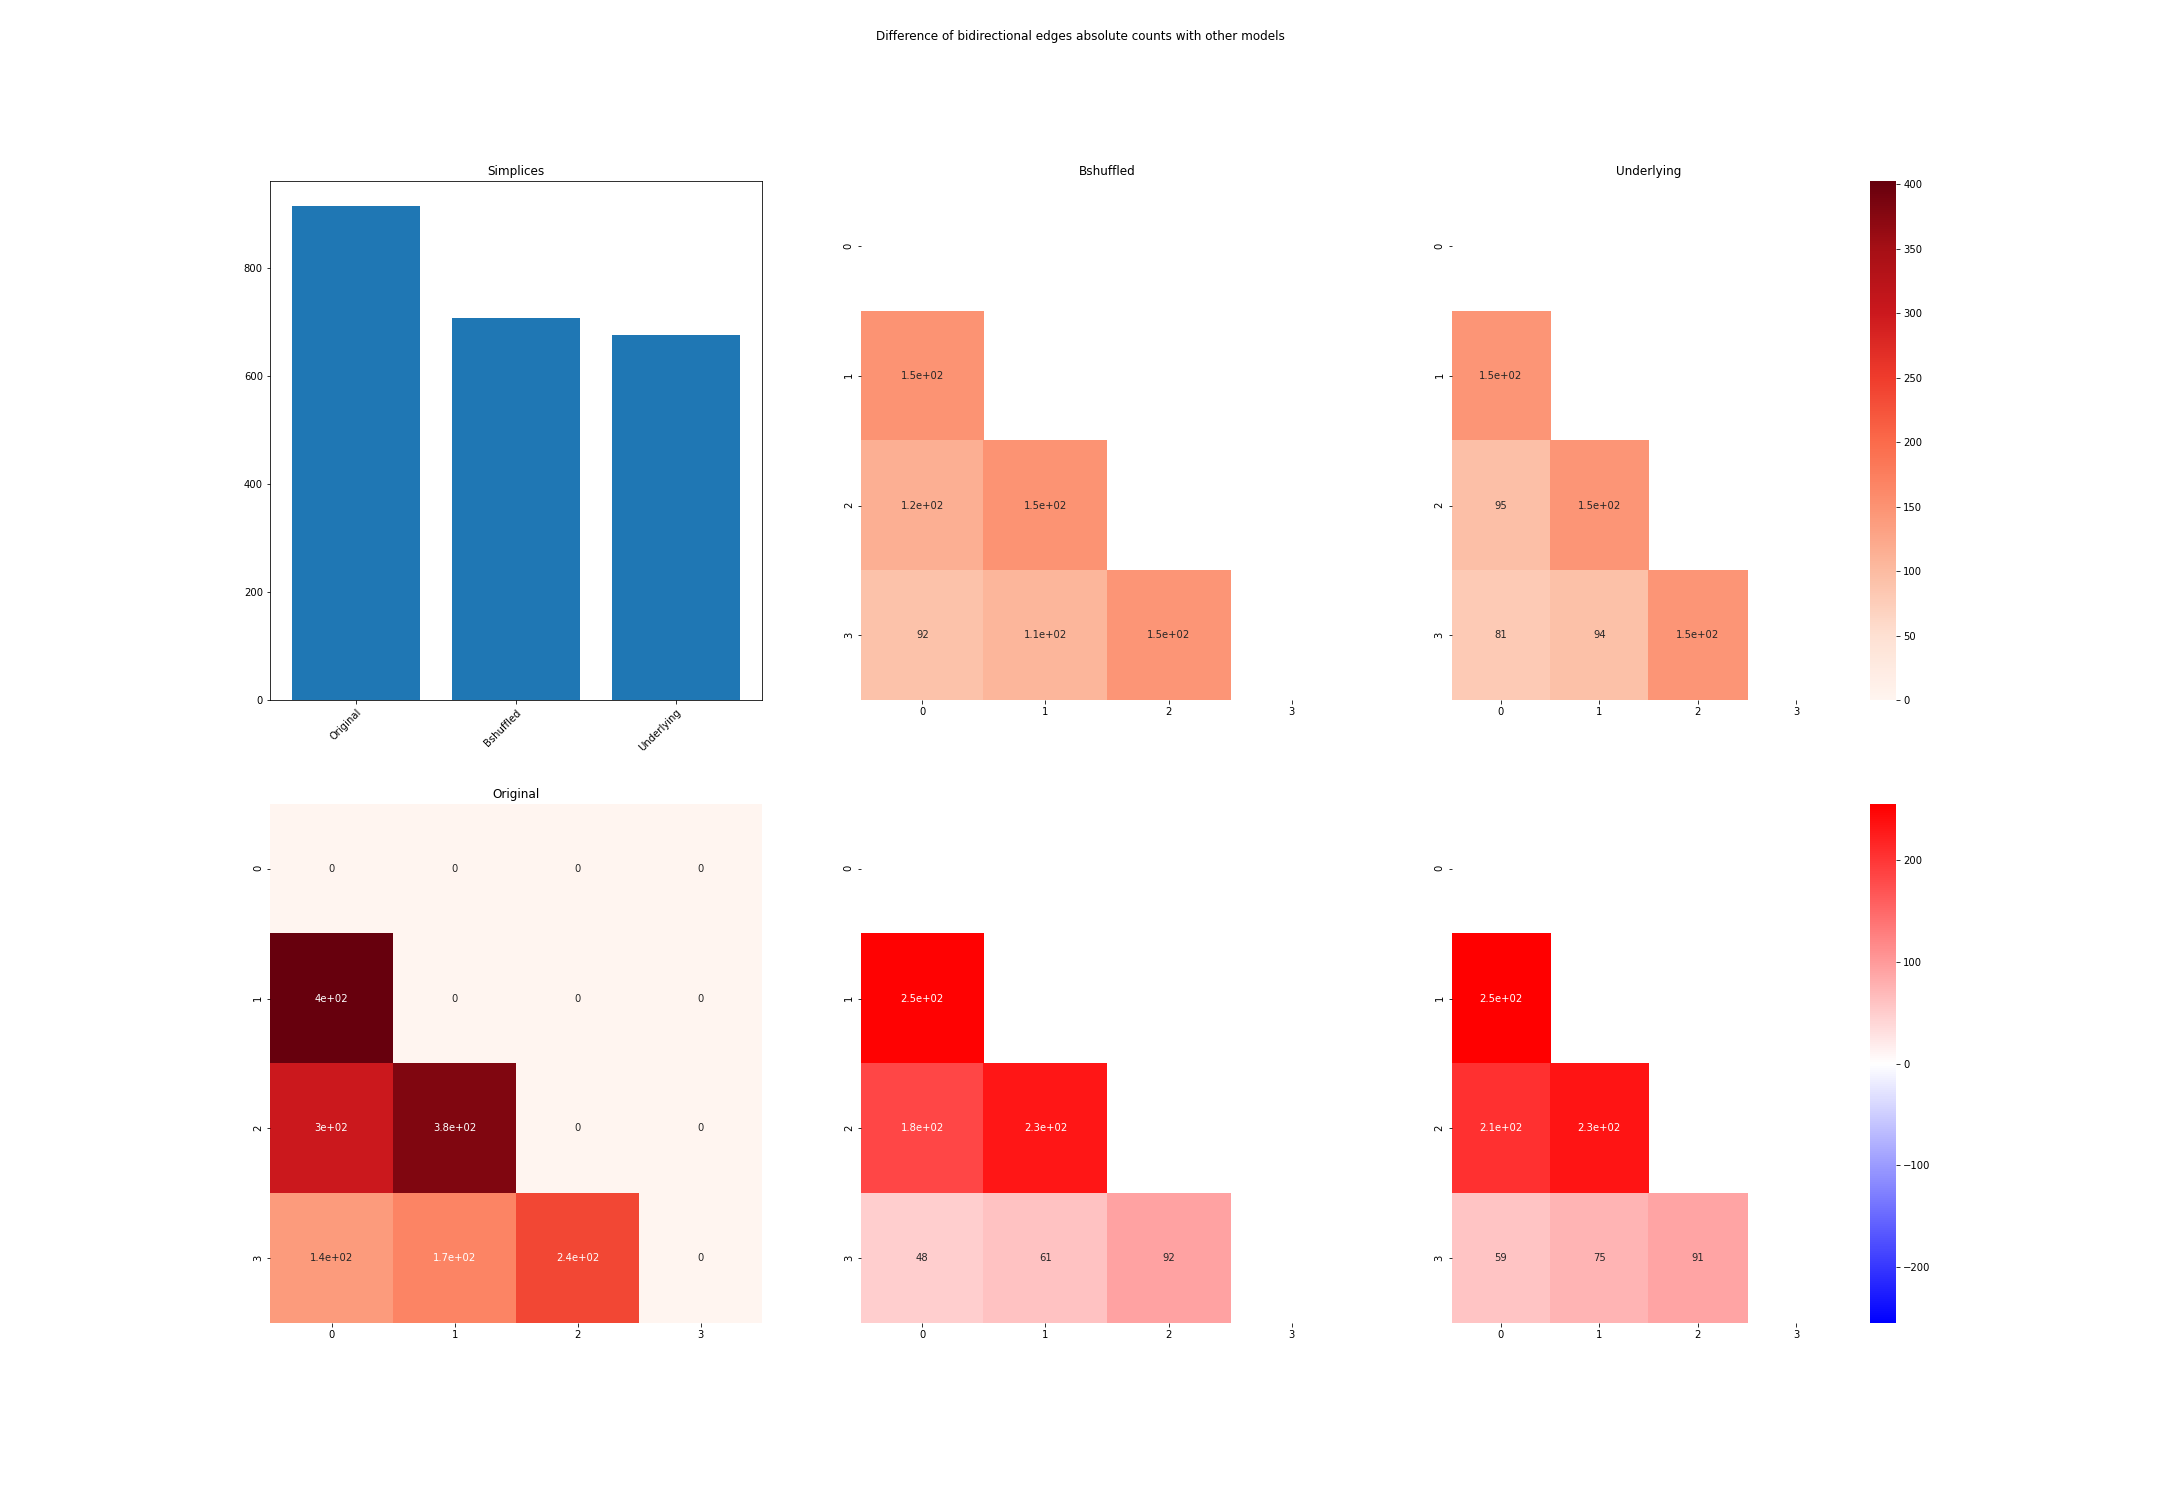 Difference of bidirectional edges absolute counts with other models
Simplices
800
600
400
200
0
Original
Bshuffled
Underlying
Bshuffled
0
1
2
3
1.5e+02
1.2e+02 1.5e+02
92 1.1e+02 1.5e+02
0 1 2 3
Underlying
0
1
2
3
1.5e+02
95 1.5e+02
81 94 1.5e+02
0 1 2 3
400
350
300
250
200
150
100
50
0
Original
0
1
2
3
0 0 0 0
4e+02 0 0 0
3e+02 3.8e+02 0 0
1.4e+02 1.7e+02 2.4e+02 0
0 1 2 3
0
1
2
3
2.5e+02
1.8e+02 2.3e+02
48 61 92
0 1 2 3
0
1
2
3
2.5e+02
2.1e+02 2.3e+02
59 75 91
0 1 2 3
200
100
0
−100
−200